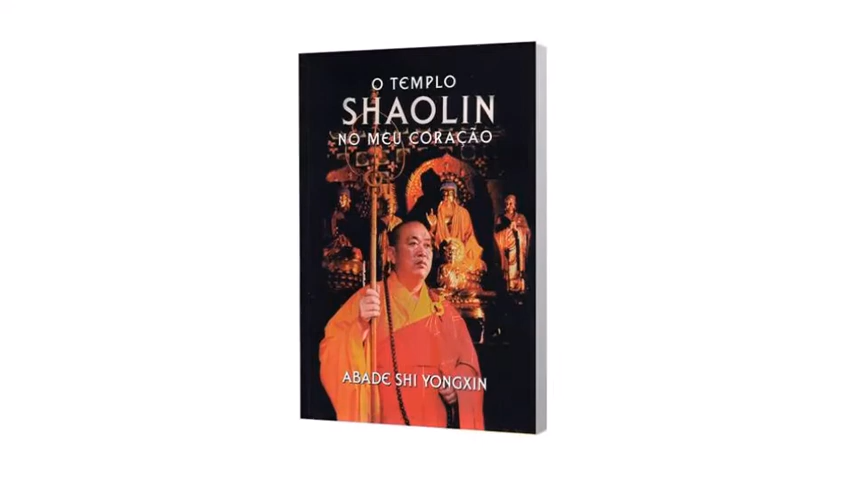 O TEMPLO
SHAOLIN
NO MEU CORAÇÃO
ABADE SHI YONGXIN